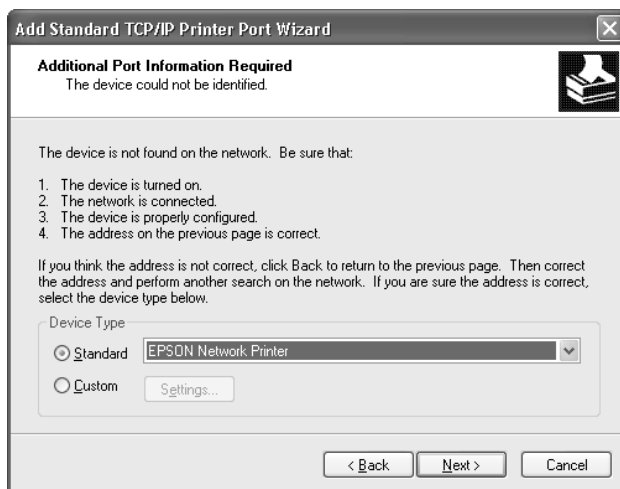 Add Standard TCP/IP Printer Port Wizard
Additional Port Information Required
The device could not be identified.
The device is not found on the network.  Be sure that:
1.  The device is turned on.
2.  The network is connected.
3.  The device is properly configured.
4.  The address on the previous page is correct.
If you think the address is not correct, click Back to return to the previous page.  Then correct
the address and perform another search on the network.  If you are sure the address is correct,
select the device type below.
Device Type
Standard EPSON Network Printer
Custom Settings...
< Back Next > Cancel